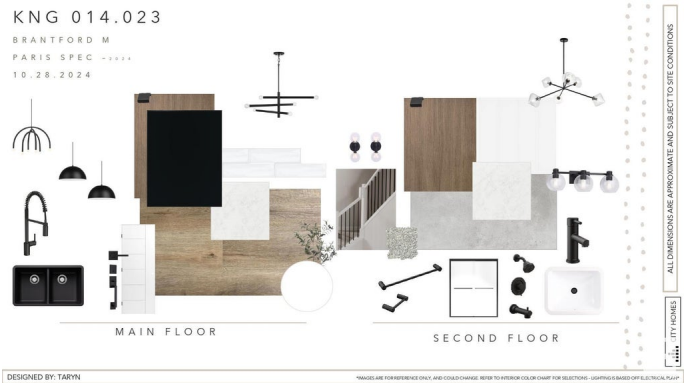 KNG 014.023
BRANTFORD M
PARIS SPEC -2024
10.28.2024
MAIN FLOOR
SECOND FLOOR
DESIGNED BY: TARYN
*IMAGES ARE FOR REFERENCE ONLY, AND COULD CHANGE. REFER TO INTERIOR COLOR CHART FOR SELECTIONS - LIGHTING IS BASED OFF ELECTRICAL PLAN*
ALL DIMENSIONS ARE APPROXIMATE AND SUBJECT TO SITE CONDITIONS
CITY HOMES